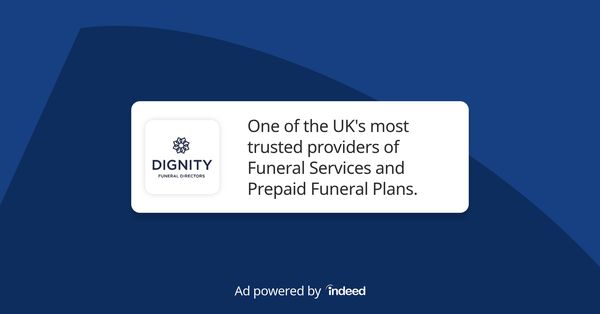 DIGNITY
FUNERAL DIRECTORS
One of the UK's most
trusted providers of
Funeral Services and
Prepaid Funeral Plans.
Ad powered by indeed